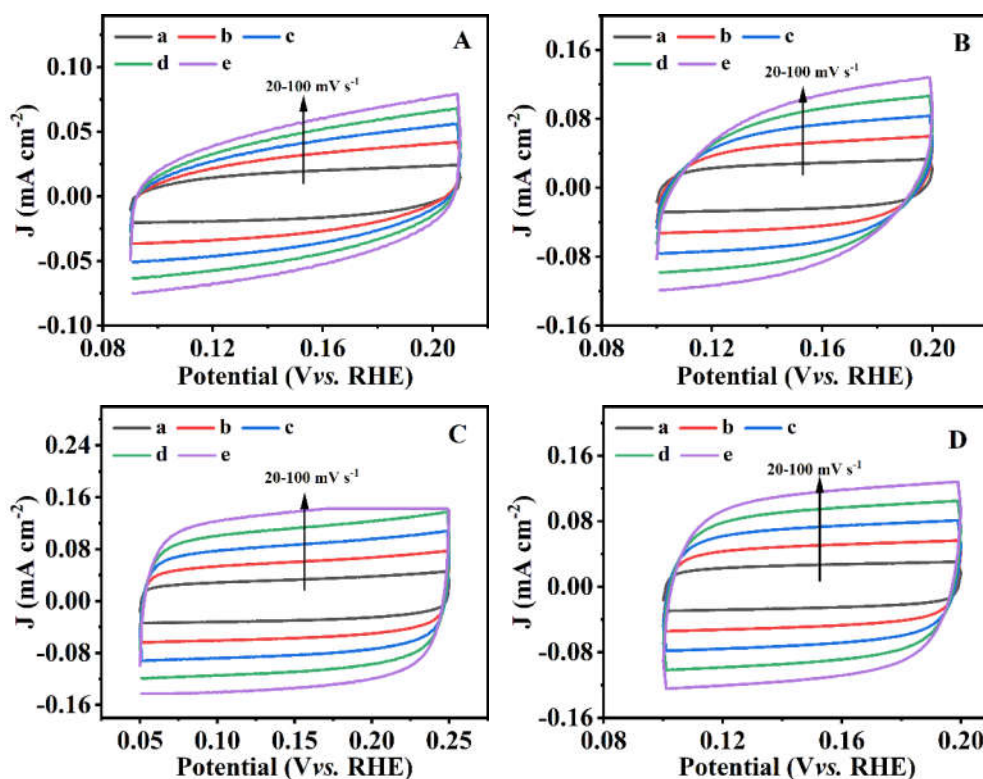 A
a b c
d e
20-100 mV s⁻¹
J (mA cm⁻²)
0.10
0.05
0.00
-0.05
-0.10
0.08 0.12 0.16 0.20
Potential (Vvs. RHE)
B
a b c
d e
20-100 mV s⁻¹
J (mA cm⁻²)
0.16
0.08
0.00
-0.08
-0.16
0.08 0.12 0.16 0.20
Potential (Vvs. RHE)
C
a b c
d e
20-100 mV s⁻¹
J (mA cm⁻²)
0.24
0.16
0.08
0.00
-0.08
-0.16
0.05 0.10 0.15 0.20 0.25
Potential (Vvs. RHE)
D
a b c
d e
20-100 mV s⁻¹
J (mA cm⁻²)
0.16
0.08
0.00
-0.08
-0.16
0.08 0.12 0.16 0.20
Potential (Vvs. RHE)